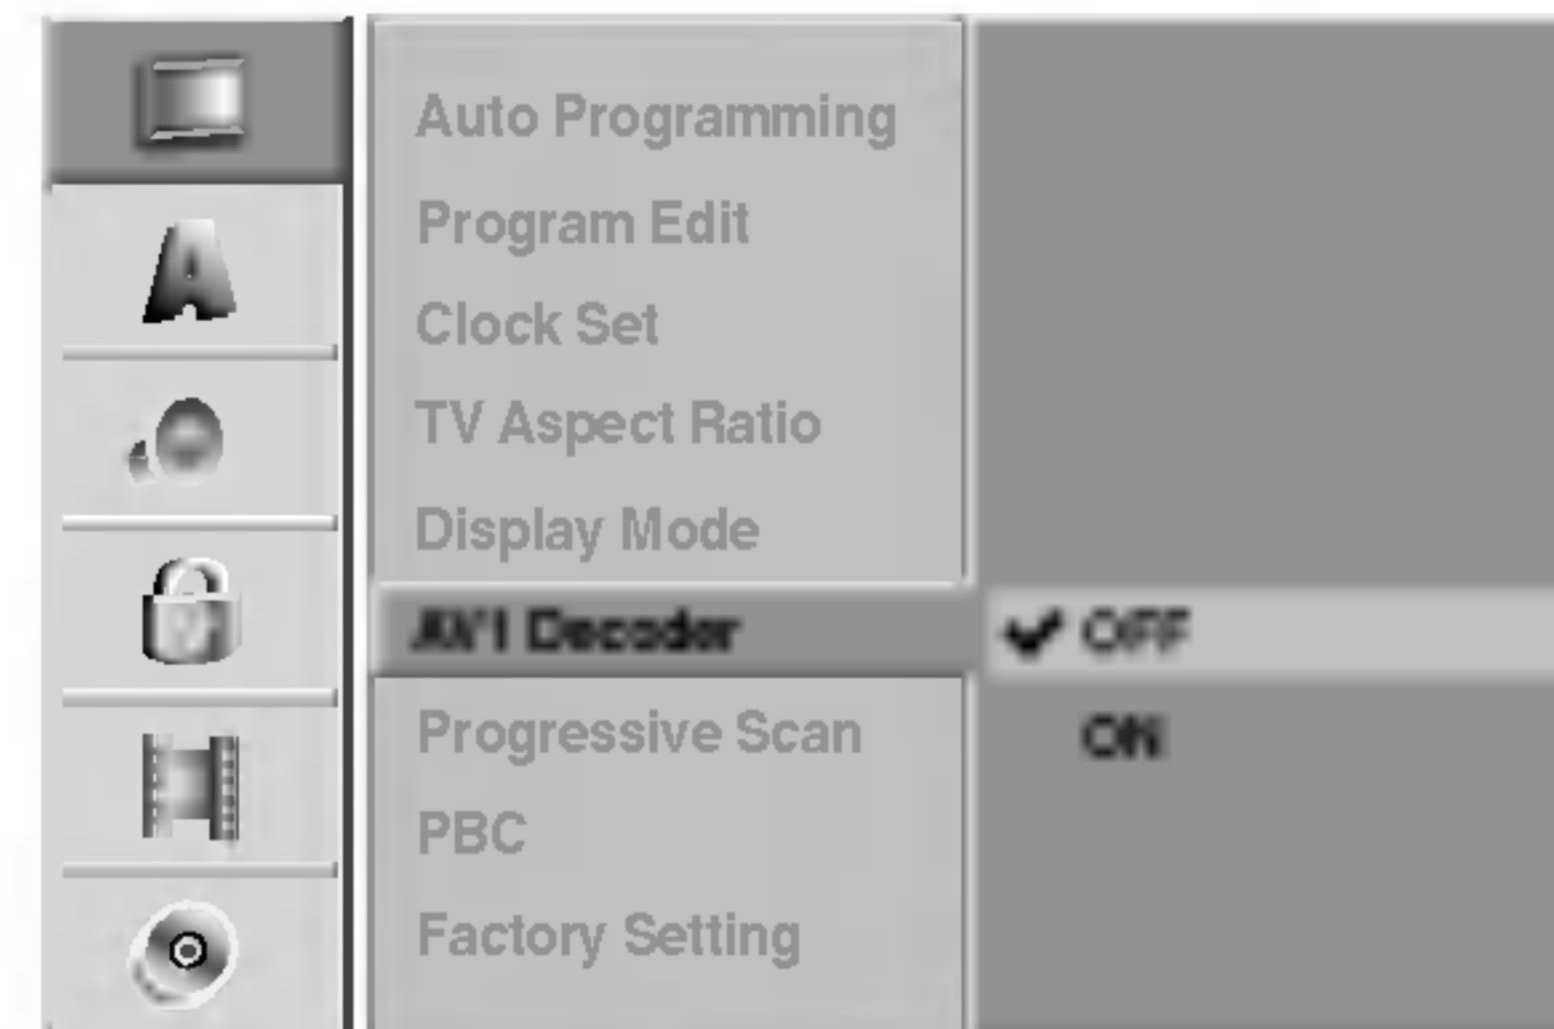 A
Auto Programming
Program Edit
Clock Set
TV Aspect Ratio
Display Mode
AV1 Decoder
OFF
ON
Progressive Scan
PBC
Factory Setting